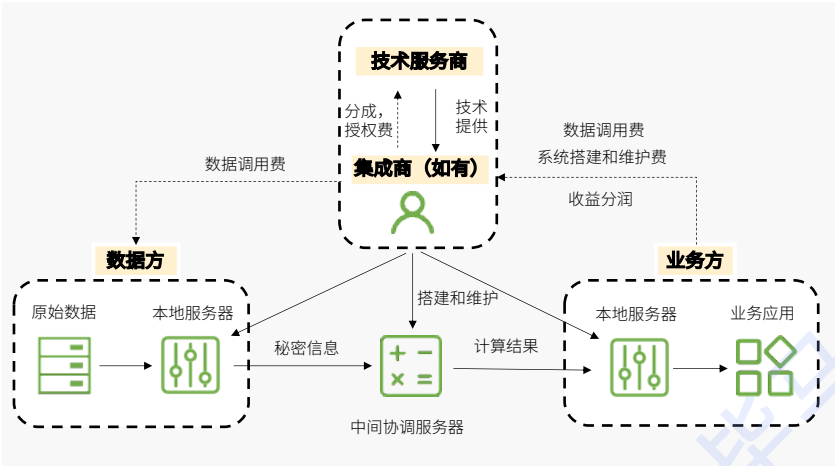 技术服务商
分成，
授权费
技术
提供
集成商（如有）
数据调用费
数据调用费
系统搭建和维护费
收益分润
数据方
业务方
原始数据
本地服务器
搭建和维护
本地服务器
业务应用
秘密信息
计算结果
中间协调服务器